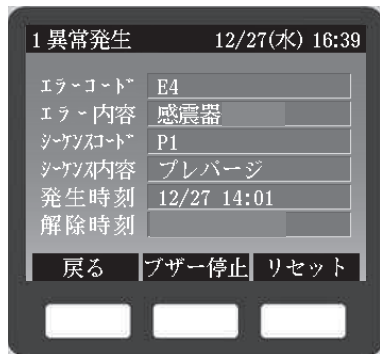 1 異常発生 12/27(水) 16:39
エラーコード E4
エラー内容 感震器
シーケンスコード P1
シーケンス内容 プレパージ
発生時刻 12/27 14:01
解除時刻
戻る ブザー停止 リセット